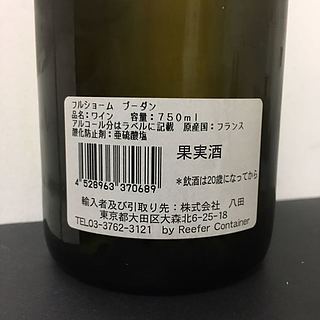 フルショーム ブーダン
品名：ワイン 容量：750ml
アルコール分はラベルに記載 原産国：フランス
酸化防止剤：亜硫酸塩
果実酒
4 528963 370689
＊飲酒は20歳になってから
輸入者及び引取り先：株式会社 八田
東京都大田区大森北6-25-18
TEL03-3762-3121 by Reefer Container